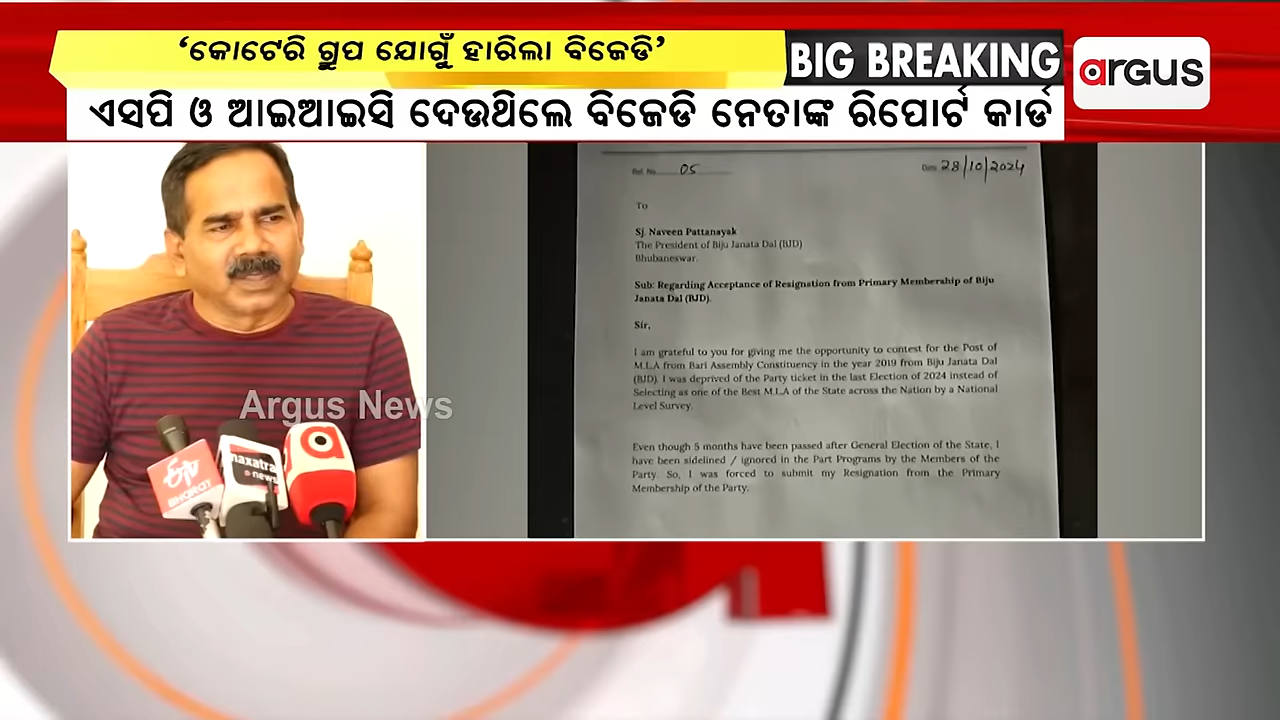 ‘କୋଟେରି ଗ୍ରୁପ ଯୋଗୁଁ ହାରିଲା ବିଜେଡି’
BIG BREAKING
argus
ଏସପି ଓ ଆଇଆଇସି ଦେଉଥିଲେ ବିଜେଡି ନେତାଙ୍କ ରିପୋର୍ଟ କାର୍ଡ
Ref. No. 05
Date 28/10/2024
To
Sj. Naveen Pattanayak
The President of Biju Janata Dal (BJD)
Bhubaneswar.
Sub: Regarding Acceptance of Resignation from Primary Membership of Biju
Janata Dal (BJD).
Sir,
I am grateful to you for giving me the opportunity to contest for the Post of
M.L.A from Bari Assembly Constituency in the year 2019 from Biju Janata Dal
(BJD). I was deprived of the Party ticket in the last Election of 2024 instead of
Selecting as one of the Best M.L.A of the State across the Nation by a National
Level Survey.
Even though 5 months have been passed after General Election of the State, I
have been sidelined / ignored in the Part Programs by the Members of the
Party. So, I was forced to submit my Resignation from the Primary
Membership of the Party.
Argus News
ETV
BHARAT
naxatra
news